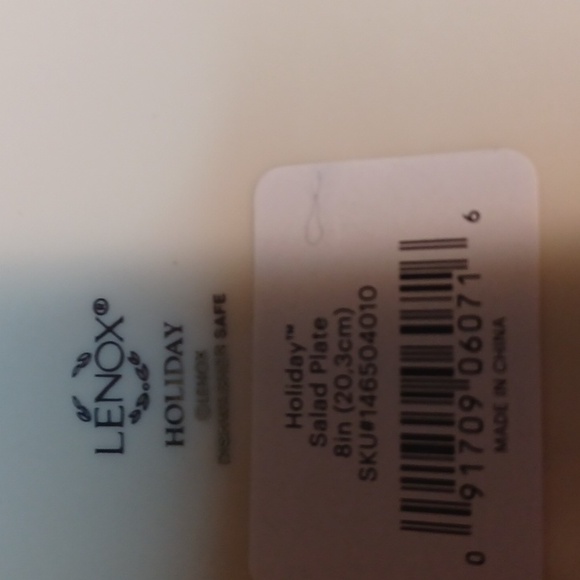 LENOX®
HOLIDAY
©LENOX
DISHWASHER SAFE
Holiday™
Salad Plate
8in (20,3cm)
SKU#146504010
0 91709 06071 6
MADE IN CHINA